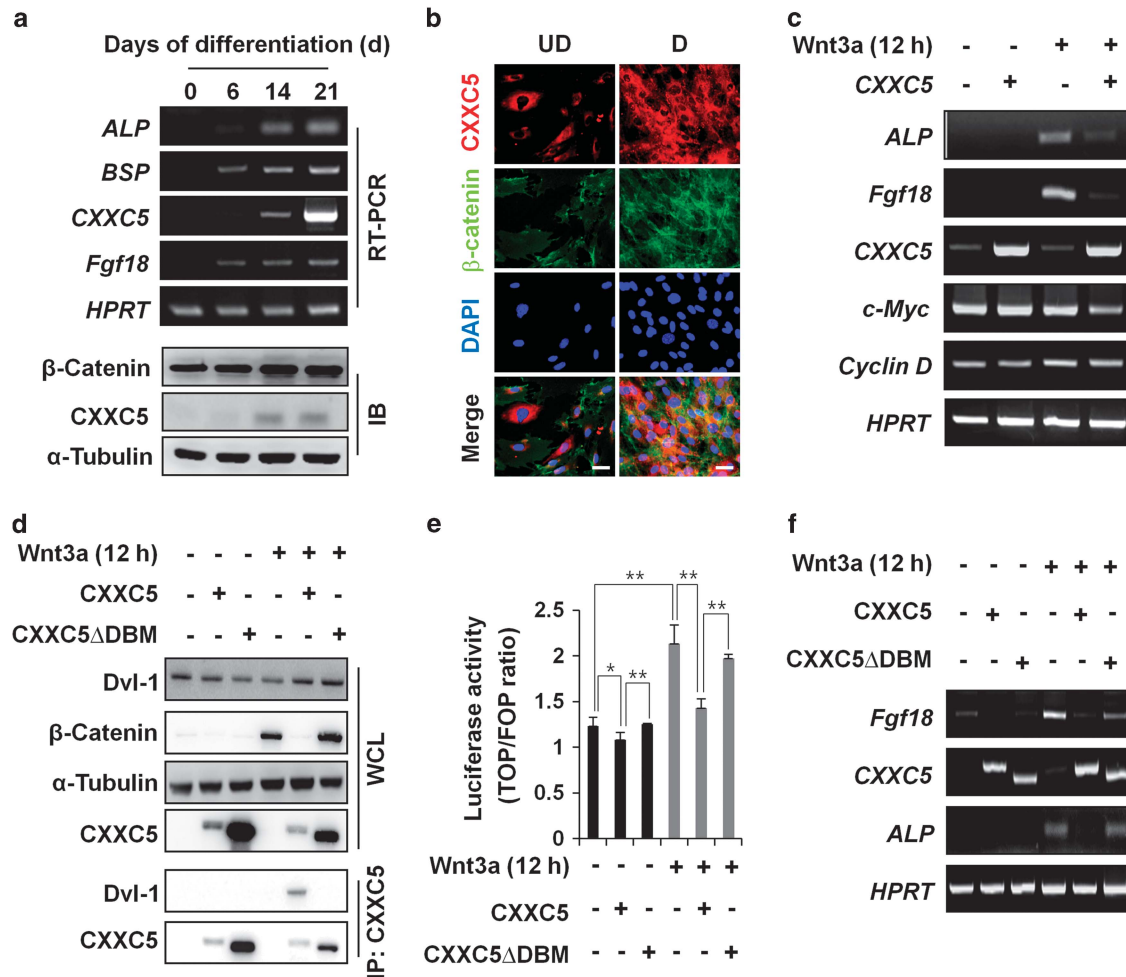 a
Days of differentiation (d)
0 6 14 21
ALP
BSP
CXXC5
Fgf18
HPRT
RT-PCR
β-Catenin
CXXC5
α-Tubulin
IB
b
UD D
CXXC5
β-catenin
DAPI
Merge
c
Wnt3a (12 h) - - + +
CXXC5 - + - +
ALP
Fgf18
CXXC5
c-Myc
Cyclin D
HPRT
d
Wnt3a (12 h) - - - + + +
CXXC5 - + - - + -
CXXC5ΔDBM - - + - - +
Dvl-1
β-Catenin
α-Tubulin
CXXC5
WCL
Dvl-1
CXXC5
IP: CXXC5
e
Luciferase activity
(TOP/FOP ratio)
2.5
2
1.5
1
0.5
0
** ** **
* **
Wnt3a (12 h) - - - + + +
CXXC5 - + - - + -
CXXC5ΔDBM - - + - - +
f
Wnt3a (12 h) - - - + + +
CXXC5 - + - - + -
CXXC5ΔDBM - - + - - +
Fgf18
CXXC5
ALP
HPRT